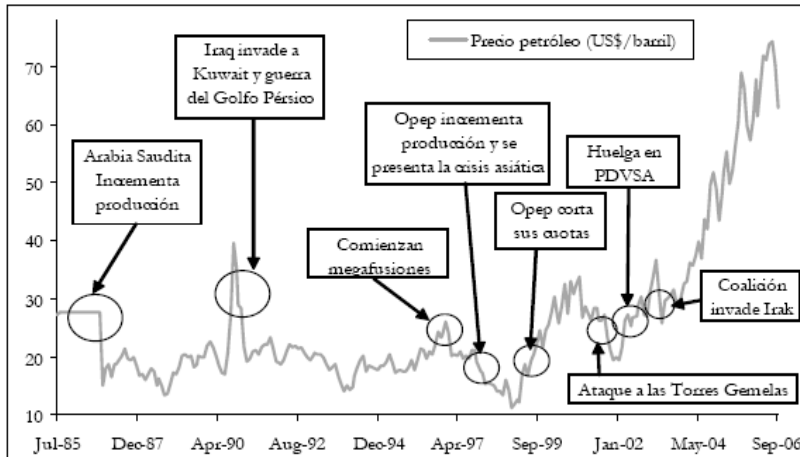 Precio petróleo (US$/barril)
Iraq invade a
Kuwait y guerra
del Golfo Pérsico
Arabia Saudita
Incrementa
producción
Opep incrementa
producción y se
presenta la crisis asiática
Huelga en
PDVSA
Opep corta
sus cuotas
Comienzan
megafusiones
Coalición
invade Irak
Ataque a las Torres Gemelas
70
60
50
40
30
20
10
Jul-85 Dec-87 Apr-90 Aug-92 Dec-94 Apr-97 Sep-99 Jan-02 May-04 Sep-06